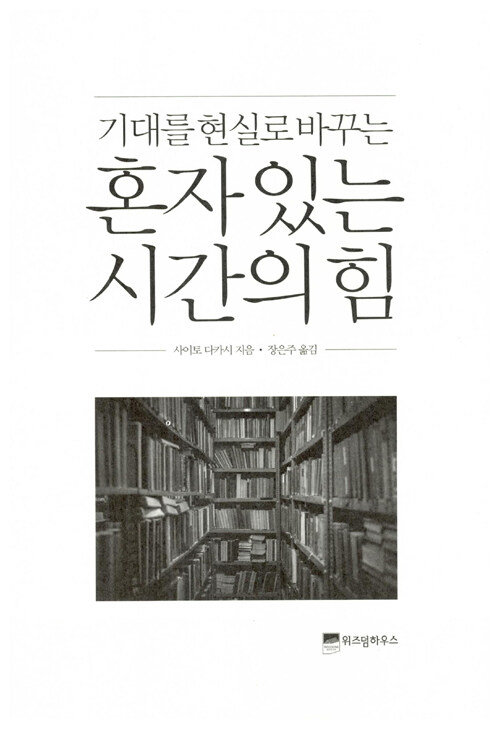 기대를 현실로 바꾸는
혼자 있는
시간의 힘
사이토 다카시 지음 • 장은주 옮김
위즈덤하우스